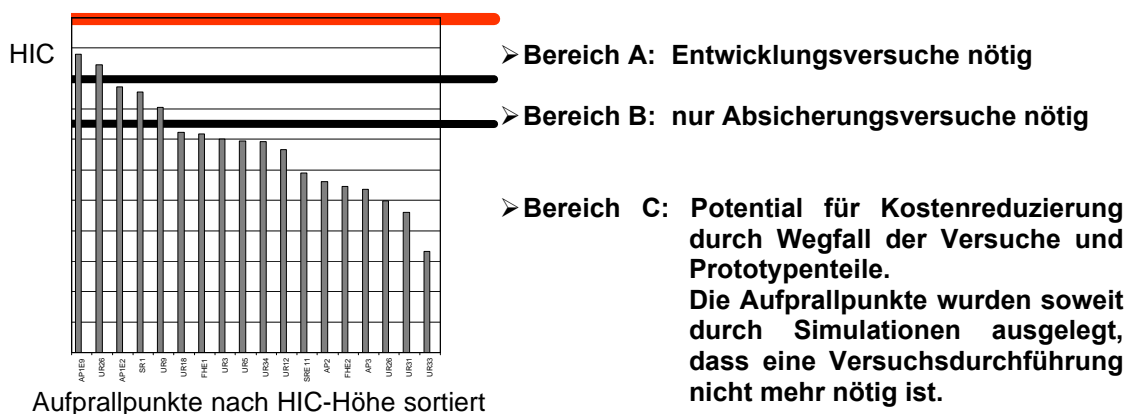 HIC
➢ Bereich A: Entwicklungsversuche nötig
➢ Bereich B: nur Absicherungsversuche nötig
➢ Bereich C: Potential für Kostenreduzierung
durch Wegfall der Versuche und
Prototypenteile.
Die Aufprallpunkte wurden soweit
durch Simulationen ausgelegt,
dass eine Versuchsdurchführung
nicht mehr nötig ist.
AP1E9
UR26
AP1E2
SR1
UR9
UR18
FHE1
UR3
UR5
UR34
UR12
SRE11
AP2
FHE2
AP3
UR26
UR31
UR33
Aufprallpunkte nach HIC-Höhe sortiert